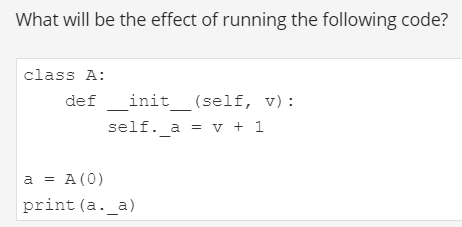 What will be the effect of running the following code?
class A:
    def __init__(self, v):
        self._a = v + 1
a = A(0)
print(a._a)